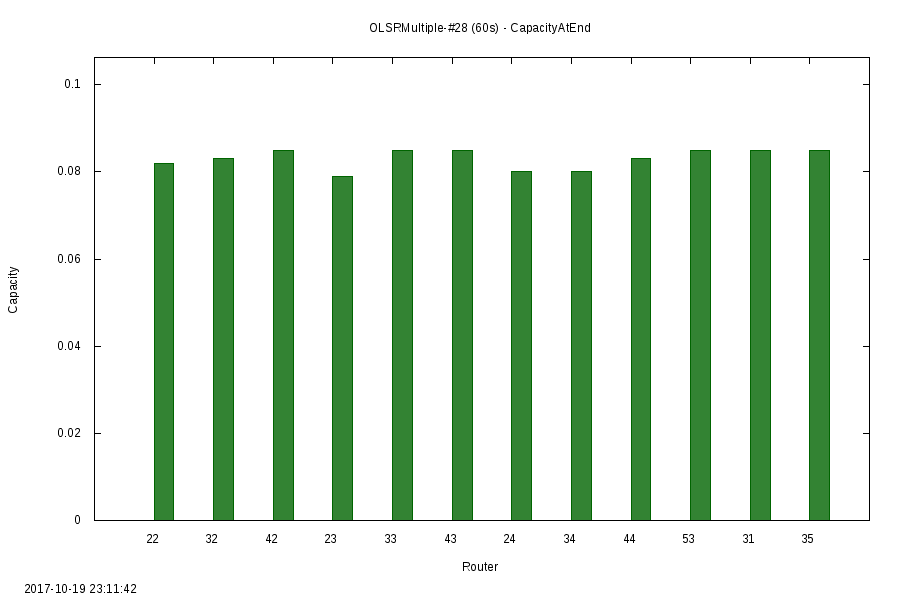 OLSRMultiple-#28 (60s) - CapacityAtEnd
0.1
0.08
0.06
0.04
0.02
0
Capacity
22 32 42 23 33 43 24 34 44 53 31 35
Router
2017-10-19 23:11:42